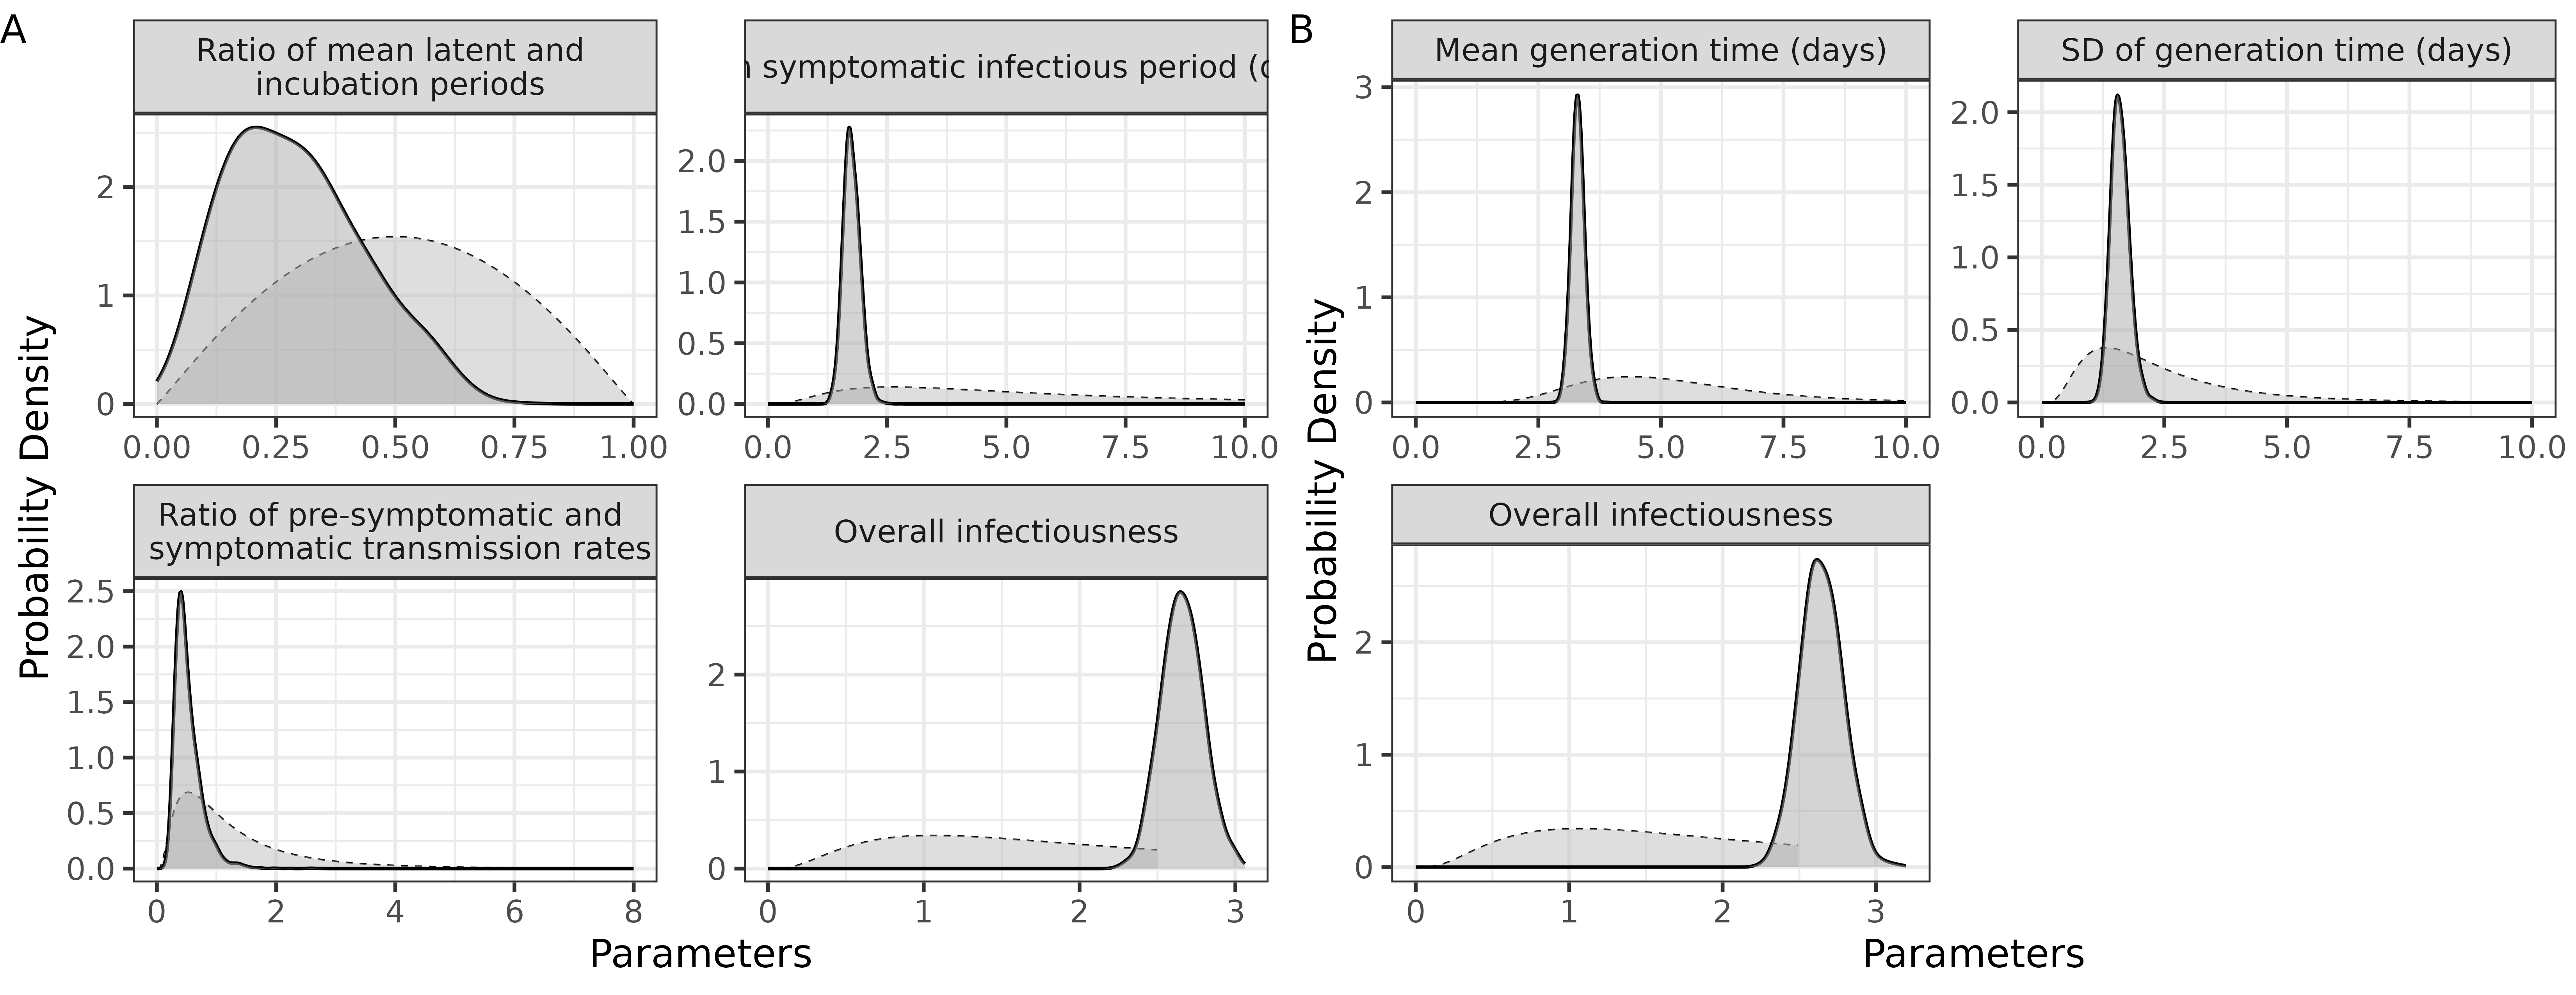 A
Ratio of mean latent and
incubation periods
symptomatic infectious period
2
1
0
0.00 0.25 0.50 0.75 1.00
2.0
1.5
1.0
0.5
0.0
0.0 2.5 5.0 7.5 10.0
Ratio of pre-symptomatic and
symptomatic transmission rates
2.5
2.0
1.5
1.0
0.5
0.0
0 2 4 6 8
Overall infectiousness
2
1
0
0 1 2 3
Probability Density
Parameters
B
Mean generation time (days)
3
2
1
0
0.0 2.5 5.0 7.5 10.0
SD of generation time (days)
2.0
1.5
1.0
0.5
0.0
0.0 2.5 5.0 7.5 10.0
Overall infectiousness
2
1
0
0 1 2 3
Probability Density
Parameters